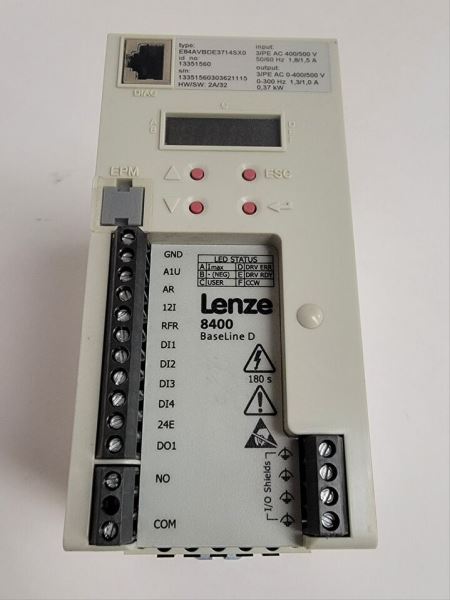 type:
E84AVBDE3714SX0
id no:
13351560
s/n:
13351560303621115
HW/SW: 2A/32
input:
3/PE AC 400/500 V
50/60 Hz 1,8/1,5 A
output:
3/PE AC 0-400/500 V
0-300 Hz 1,3/1,0 A
0,37 kW
DIAG
C
A
B
D
EPM
ESC
GND
A1U
AR
12I
RFR
DI1
DI2
DI3
DI4
24E
DO1
NO
COM
LED STATUS
A Imax D DRV ERR
B - (NEG) E DRV RDY
C USER F CCW
Lenze
8400
BaseLine D
180 s
I/O Shields